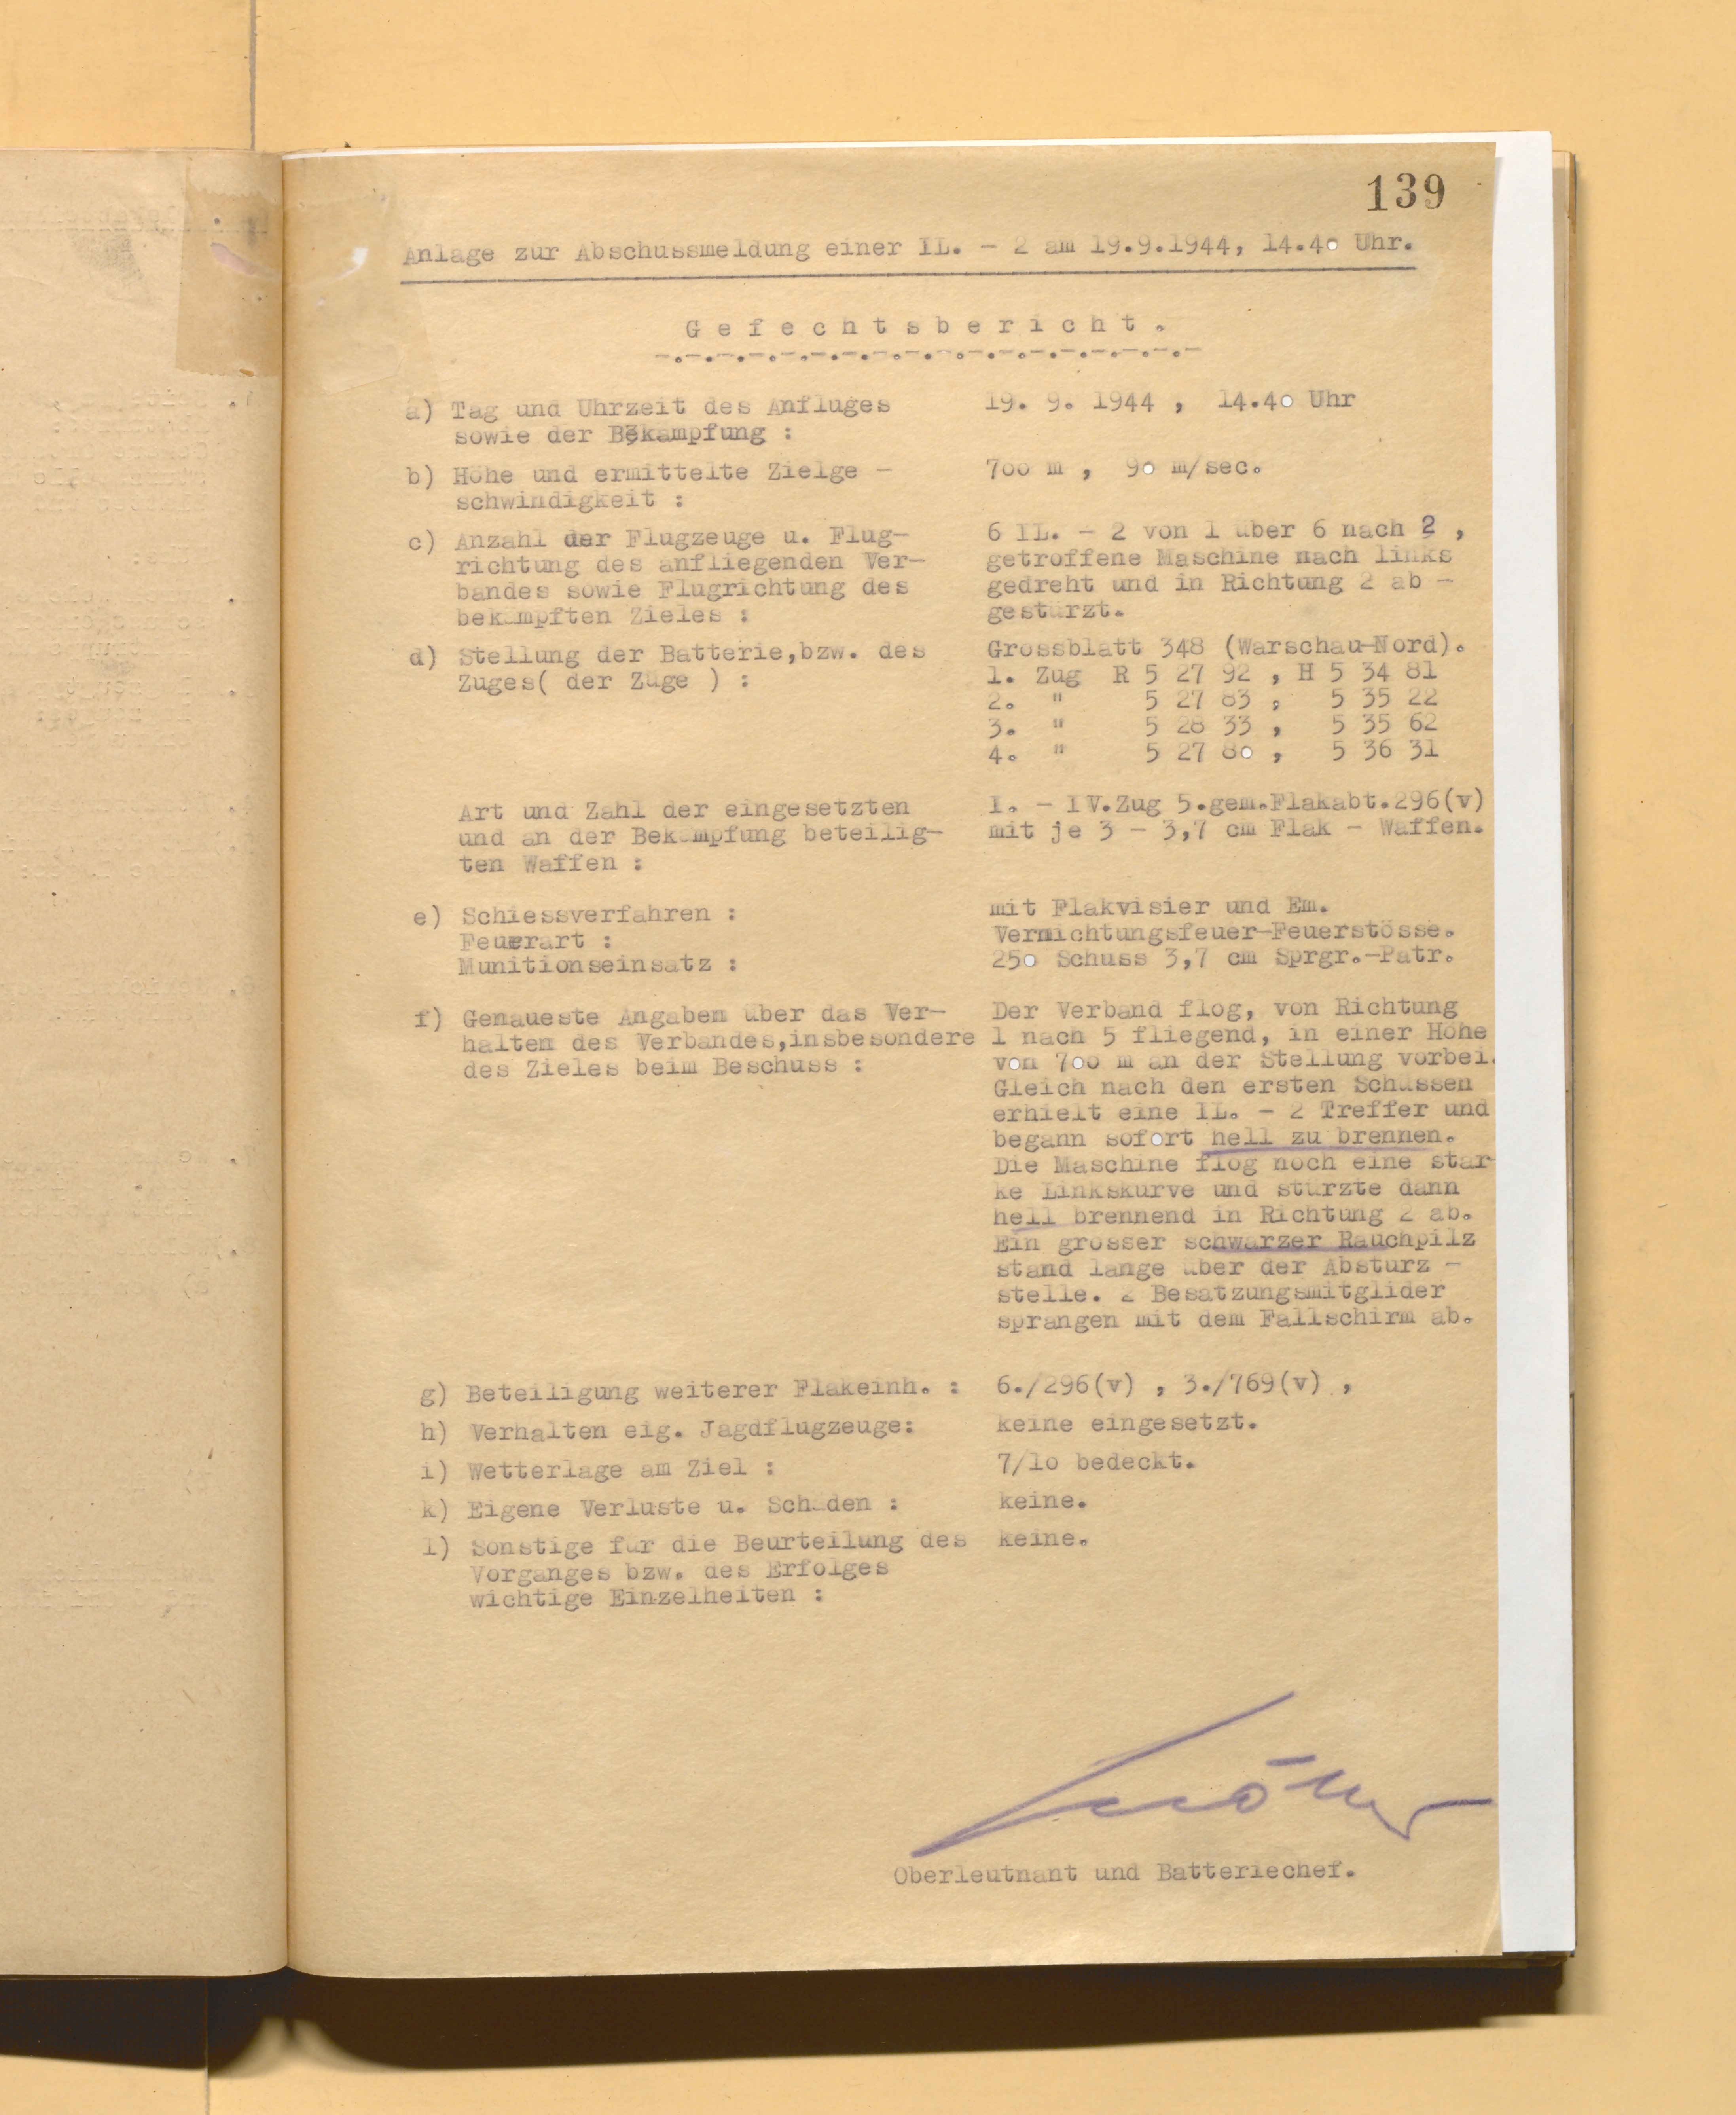 139
Anlage zur Abschussmeldung einer IL. - 2 am 19.9.1944, 14.4o Uhr.
Gefechtsbericht.
a) Tag und Uhrzeit des Anfluges
sowie der Bekämpfung :
19. 9. 1944 , 14.4o Uhr
b) Höhe und ermittelte Zielge -
schwindigkeit :
7oo m , 9o m/sec.
c) Anzahl der Flugzeuge u. Flug-
richtung des anfliegenden Ver-
bandes sowie Flugrichtung des
bekämpften Zieles :
6 IL. - 2 von 1 über 6 nach 2 ,
getroffene Maschine nach links
gedreht und in Richtung 2 ab -
gestürzt.
d) Stellung der Batterie,bzw. des
Zuges( der Züge ) :
Grossblatt 348 (Warschau-Nord).
1. Zug R 5 27 92 , H 5 34 81
2. " 5 27 83 , 5 35 22
3. " 5 28 33 , 5 35 62
4. " 5 27 8o , 5 36 31
Art und Zahl der eingesetzten
und an der Bekämpfung beteilig-
ten Waffen :
I. - IV.Zug 5.gem.Flakabt.296(v)
mit je 3 - 3,7 cm Flak - Waffen.
e) Schiessverfahren :
Feuerart :
Munitionseinsatz :
mit Flakvisier und Em.
Vernichtungsfeuer-Feuerstösse.
25o Schuss 3,7 cm Sprgr.-Patr.
f) Genaueste Angaben über das Ver-
halten des Verbandes,insbesondere
des Zieles beim Beschuss :
Der Verband flog, von Richtung
1 nach 5 fliegend, in einer Höhe
von 7oo m an der Stellung vorbei.
Gleich nach den ersten Schüssen
erhielt eine IL. - 2 Treffer und
begann sofort hell zu brennen.
Die Maschine flog noch eine star-
ke Linkskurve und stürzte dann
hell brennend in Richtung 2 ab.
Ein grosser schwarzer Rauchpilz
stand lange über der Absturz -
stelle. 2 Besatzungsmitglider
sprangen mit dem Fallschirm ab.
g) Beteiligung weiterer Flakeinh. :
6./296(v) , 3./769(v) ,
h) Verhalten eig. Jagdflugzeuge:
keine eingesetzt.
i) Wetterlage am Ziel :
7/1o bedeckt.
k) Eigene Verluste u. Schäden :
keine.
l) Sonstige für die Beurteilung des
Vorganges bzw. des Erfolges
wichtige Einzelheiten :
keine.
Oberleutnant und Batteriechef.